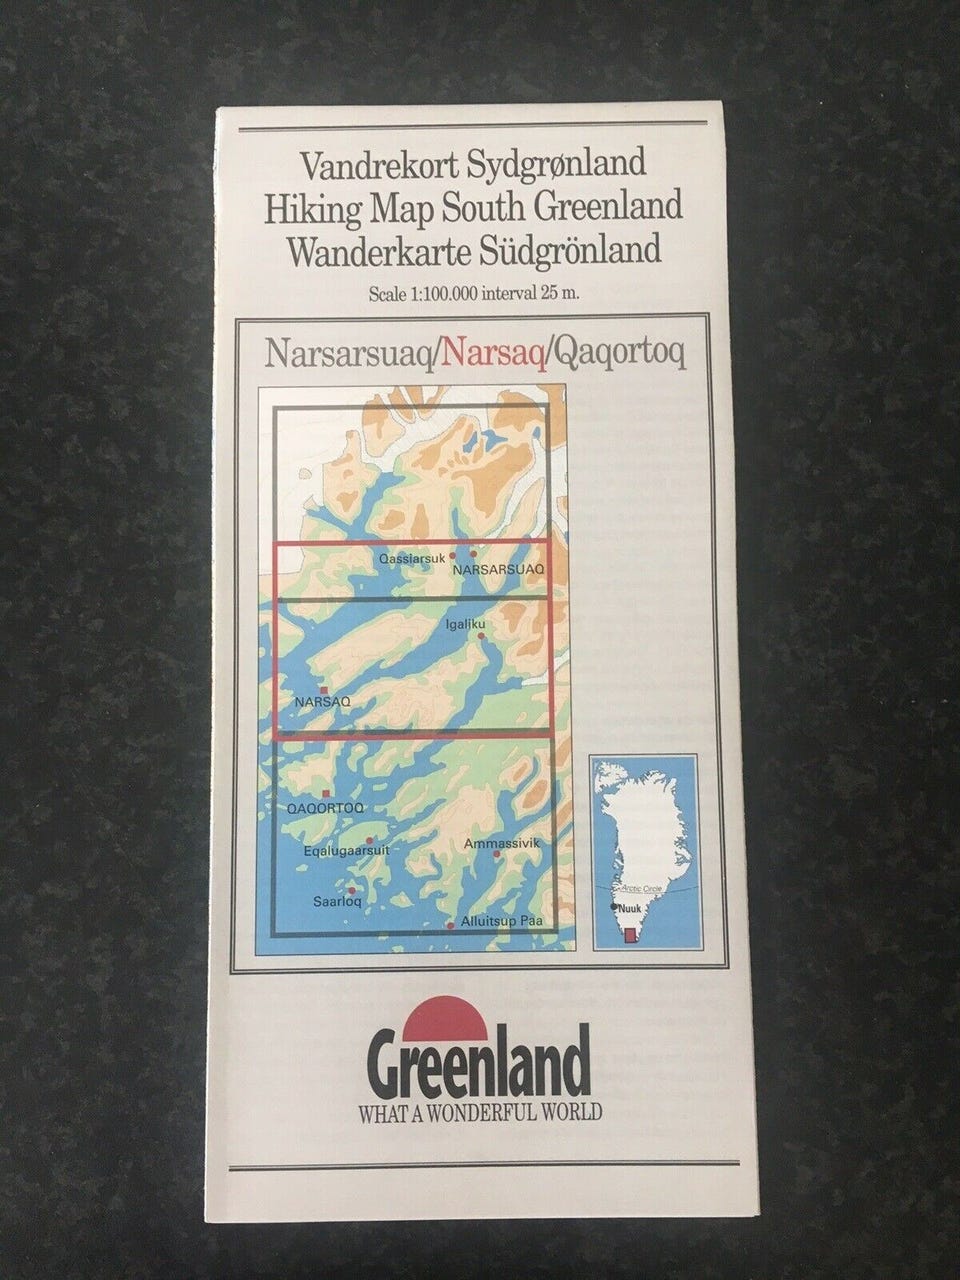 Vandrekort Sydgrønland
Hiking Map South Greenland
Wanderkarte Südgrönland
Scale 1:100.000 interval 25 m.
Narsarsuaq/Narsaq/Qaqortoq
Qassiarsuk
NARSARSUAQ
Igaliku
NARSAQ
QAQORTOQ
Eqalugaarsuit
Ammassivik
Saarloq
Alluitsup Paa
Arctic Circle
Nuuk
Greenland
WHAT A WONDERFUL WORLD